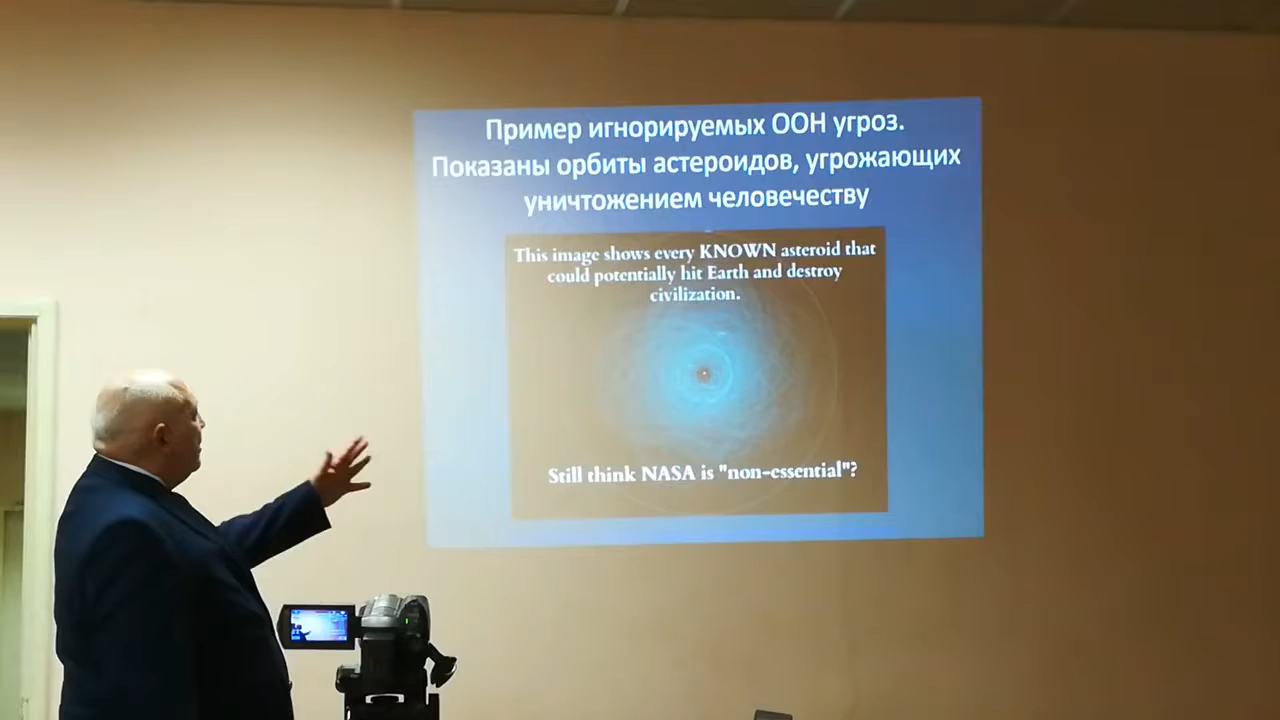 Пример игнорируемых ООН угроз.
Показаны орбиты астероидов, угрожающих
уничтожением человечеству
This image shows every KNOWN asteroid that
could potentially hit Earth and destroy
civilization.
Still think NASA is "non-essential"?